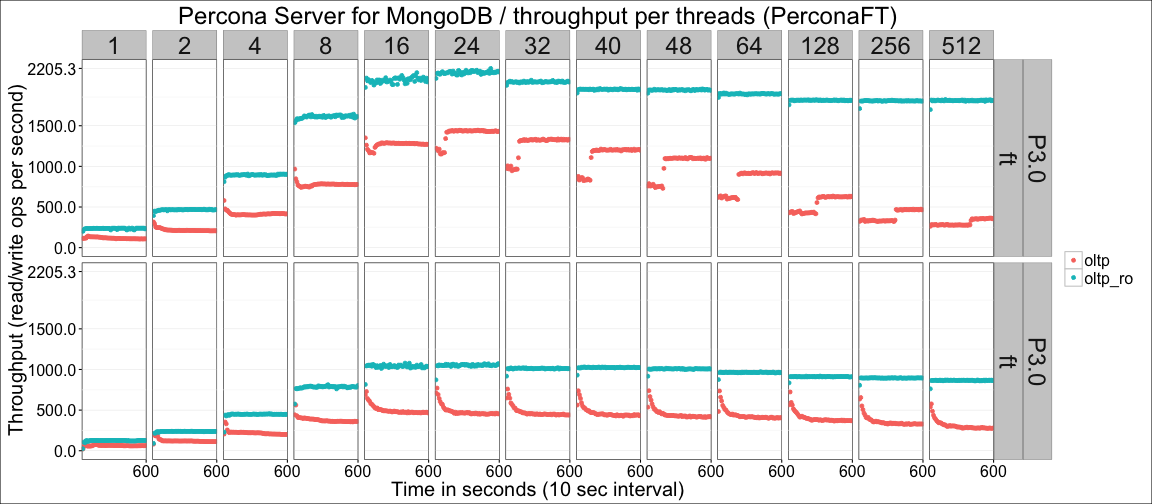 Percona Server for MongoDB / throughput per threads (PerconaFT)
1 2 4 8 16 24 32 40 48 64 128 256 512
Throughput (read/write ops per second)
2205.3
1500.0
1000.0
500.0
0.0
P3.0
ft
2205.3
1500.0
1000.0
500.0
0.0
P3.0
ft
oltp
oltp_ro
600 600 600 600 600 600 600 600 600 600 600 600 600
Time in seconds (10 sec interval)